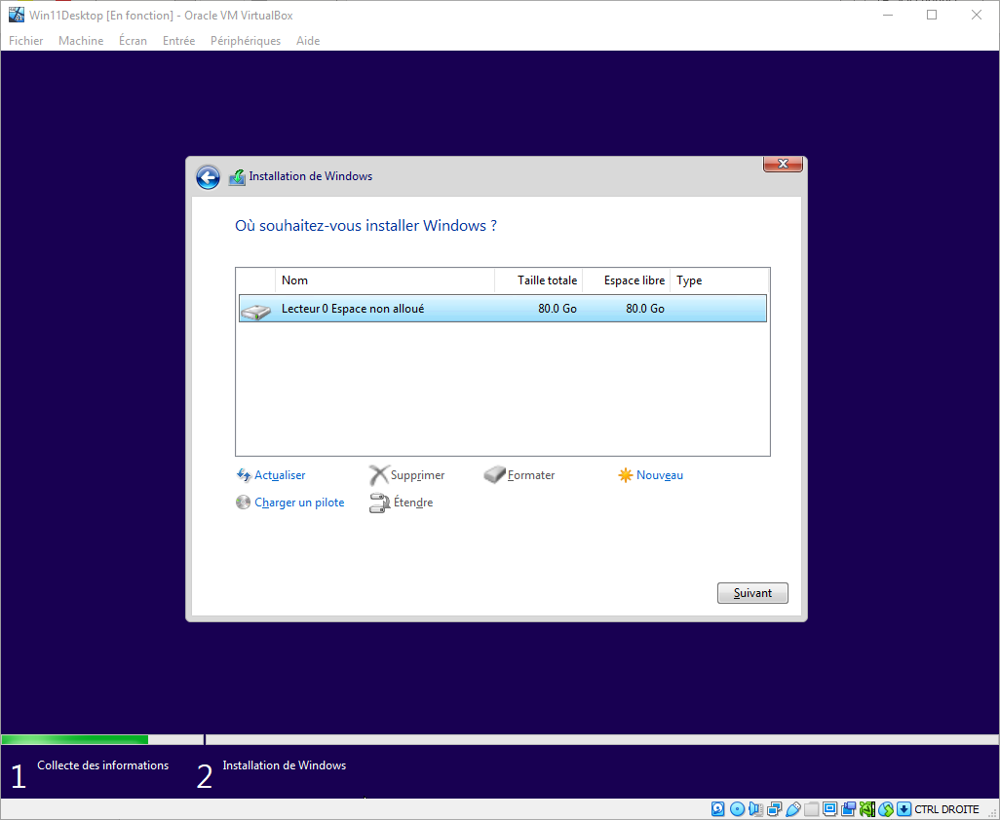 Win11Desktop [En fonction] - Oracle VM VirtualBox
Fichier Machine Écran Entrée Périphériques Aide
Installation de Windows
Où souhaitez-vous installer Windows ?
Nom Taille totale Espace libre Type
Lecteur 0 Espace non alloué 80.0 Go 80.0 Go
Actualiser Supprimer Formater Nouveau
Charger un pilote Étendre
Suivant
1 Collecte des informations 2 Installation de Windows
CTRL DROITE